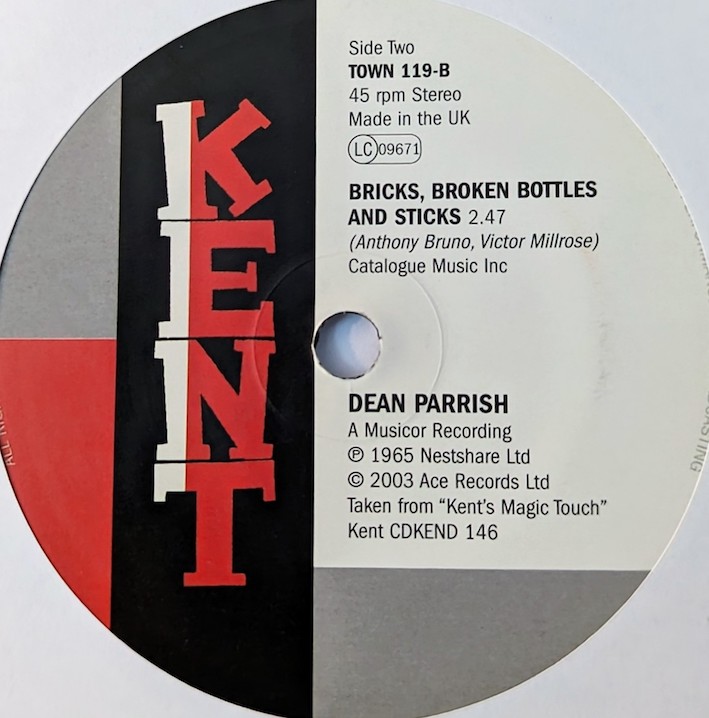 KENT
Side Two
TOWN 119-B
45 rpm Stereo
Made in the UK
LC 09671
BRICKS, BROKEN BOTTLES
AND STICKS 2.47
(Anthony Bruno, Victor Millrose)
Catalogue Music Inc
DEAN PARRISH
A Musicor Recording
℗ 1965 Nestshare Ltd
© 2003 Ace Records Ltd
Taken from “Kent’s Magic Touch”
Kent CDKEND 146
ALL